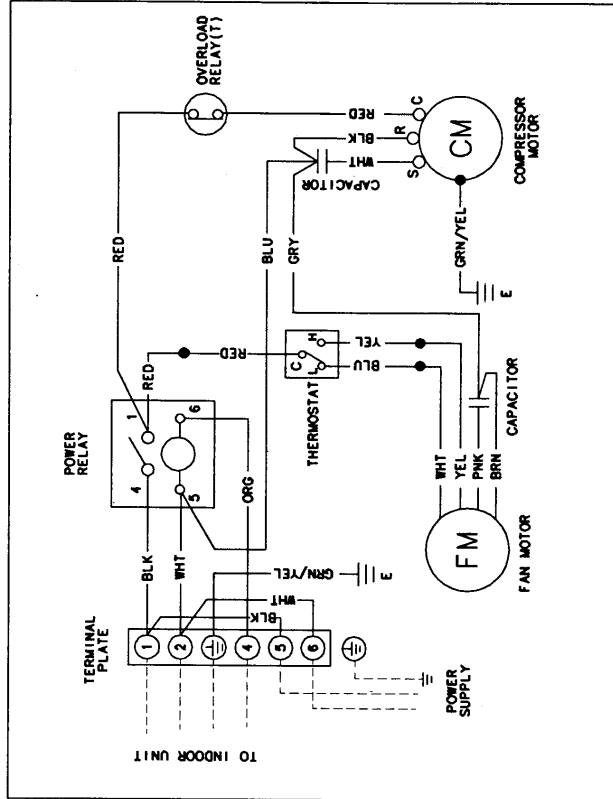 OVERLOAD
RELAY(T)
RED
RED
BLK
WHT
C
R
S
CM
COMPRESSOR
MOTOR
CAPACITOR
BLU
GRY
GRN/YEL
E
POWER
RELAY
4
1
5
6
RED
RED
THERMOSTAT
C
L
H
YEL
BLU
BLK
WHT
ORG
WHT
YEL
PNK
BRN
CAPACITOR
FM
FAN MOTOR
TERMINAL
PLATE
1
2
4
5
6
GRN/YEL
E
WHT
BLK
TO INDOOR UNIT
POWER
SUPPLY